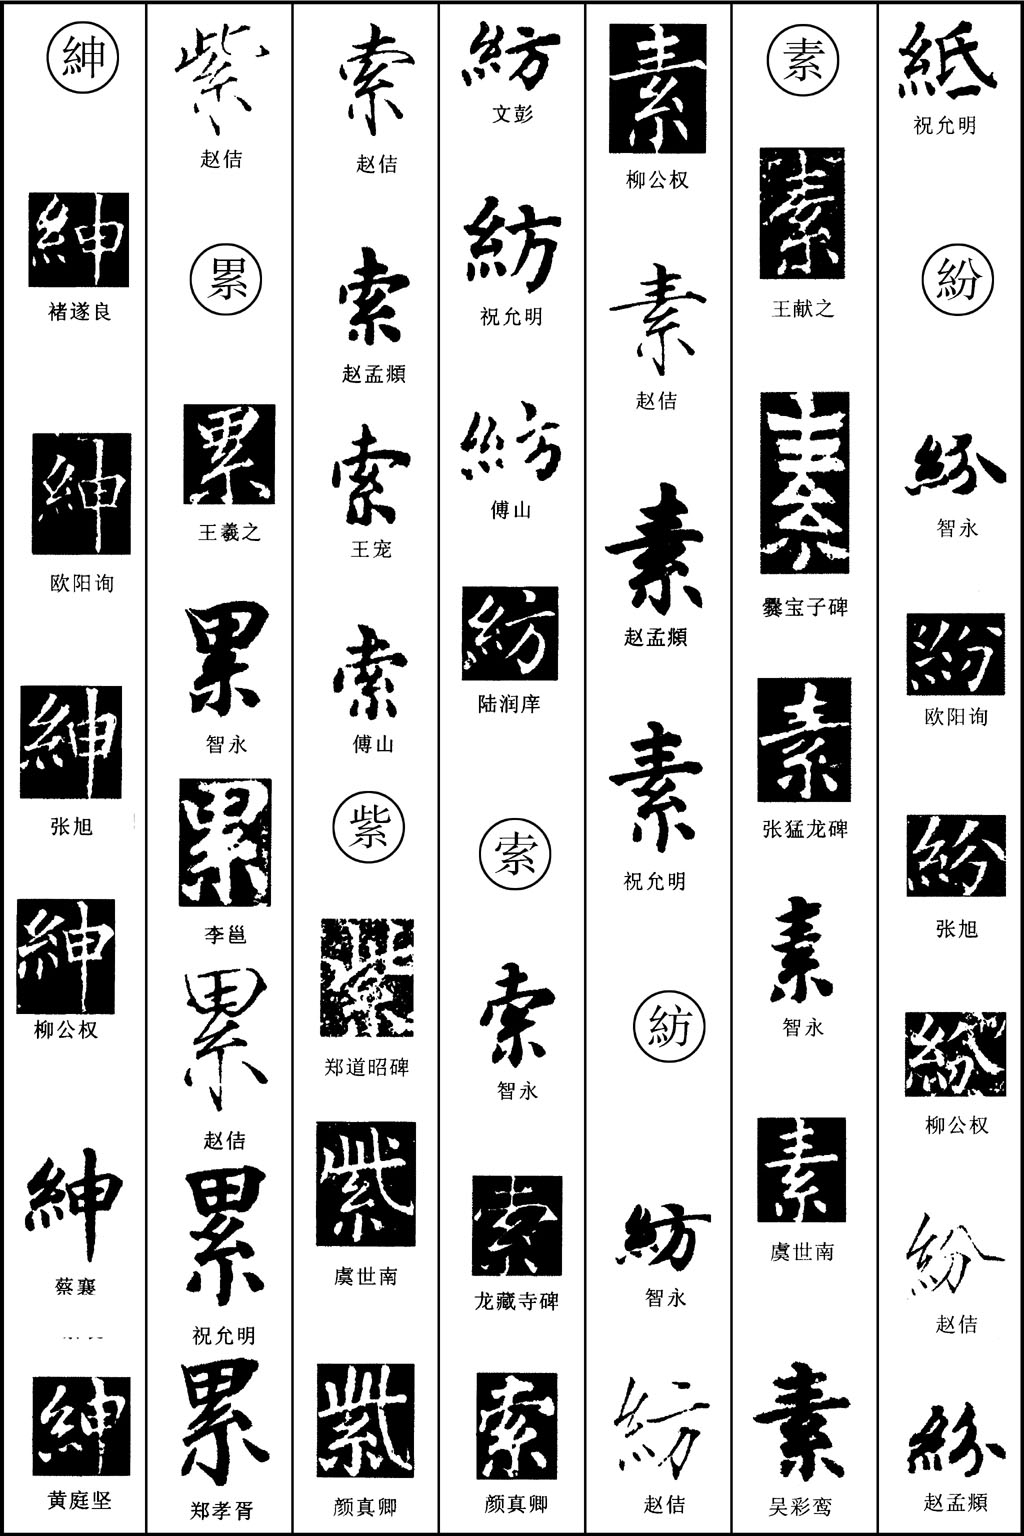 紙
祝允明
紛
紛
智永
紛
欧阳询
紛
张旭
紛
柳公权
紛
赵佶
紛
赵孟頫
素
素
王献之
素
爨宝子碑
素
张猛龙碑
素
智永
素
虞世南
素
吴彩鸾
素
柳公权
素
赵佶
素
赵孟頫
素
祝允明
紡
紡
智永
紡
赵佶
紡
文彭
紡
祝允明
紡
傅山
紡
陆润庠
索
索
智永
索
龙藏寺碑
索
颜真卿
索
赵佶
索
赵孟頫
索
王宠
索
傅山
紫
紫
郑道昭碑
紫
虞世南
紫
颜真卿
紫
赵佶
累
累
王羲之
累
智永
累
李邕
累
赵佶
累
祝允明
累
郑孝胥
紳
紳
褚遂良
紳
欧阳询
紳
张旭
紳
柳公权
紳
蔡襄
紳
黄庭坚